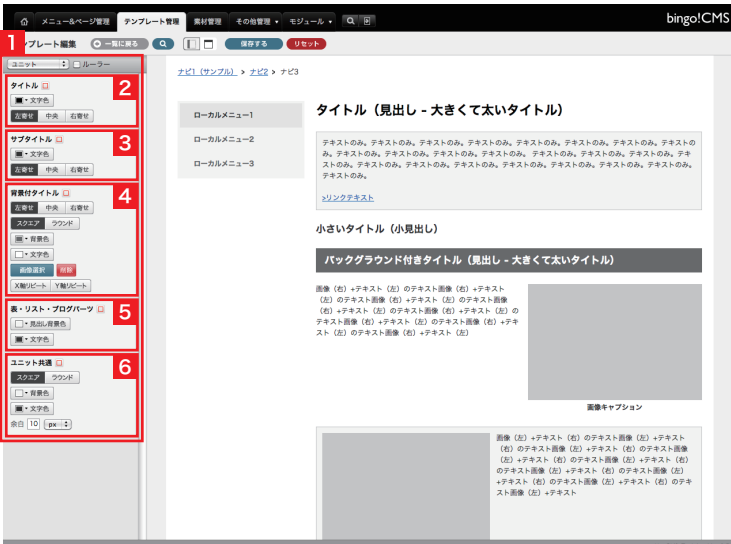 メニュー&ページ管理 テンプレート管理 素材管理 その他管理 ▾ モジュール ▾ bingo!CMS
1 プレート編集 一覧に戻る 保存する リセット
ユニット ルーラー
タイトル 2
文字色
左寄せ 中央 右寄せ
サブタイトル 3
文字色
左寄せ 中央 右寄せ
背景付タイトル 4
左寄せ 中央 右寄せ
スクエア ラウンド
背景色
文字色
画像選択 削除
X軸リピート Y軸リピート
表・リスト・ブログパーツ 5
見出し背景色
文字色
ユニット共通 6
スクエア ラウンド
背景色
文字色
余白 10 px
ナビ1(サンプル) > ナビ2 > ナビ3
ローカルメニュー1
ローカルメニュー2
ローカルメニュー3
タイトル(見出し - 大きくて太いタイトル)
テキストのみ。テキストのみ。テキストのみ。テキストのみ。テキストのみ。テキストのみ。テキストのみ。テキストの
み。テキストのみ。テキストのみ。テキストのみ。テキストのみ。 テキストのみ。テキストのみ。テキストのみ。テキ
ストのみ。テキストのみ。テキストのみ。テキストのみ。テキストのみ。テキストのみ。テキストのみ。テキストのみ。
テキストのみ。
>リンクテキスト
小さいタイトル(小見出し)
バックグラウンド付きタイトル(見出し - 大きくて太いタイトル)
画像(右)+テキスト(左)のテキスト画像(右)+テキスト
(左)のテキスト画像(右)+テキスト(左)のテキスト画像
(右)+テキスト(左)のテキスト画像(右)+テキスト(左)の
テキスト画像(右)+テキスト(左)のテキスト画像(右)+テキ
スト(左)のテキスト画像(右)+テキスト(左)
画像キャプション
画像(左)+テキスト(右)のテキスト画像(左)+テキスト
(右)のテキスト画像(左)+テキスト(右)のテキスト画像
(左)+テキスト(右)のテキスト画像(左)+テキスト(右)
のテキスト画像(左)+テキスト(右)のテキスト画像(左)
+テキスト(右)のテキスト画像(左)+テキスト(右)のテキ
スト画像(左)+テキスト